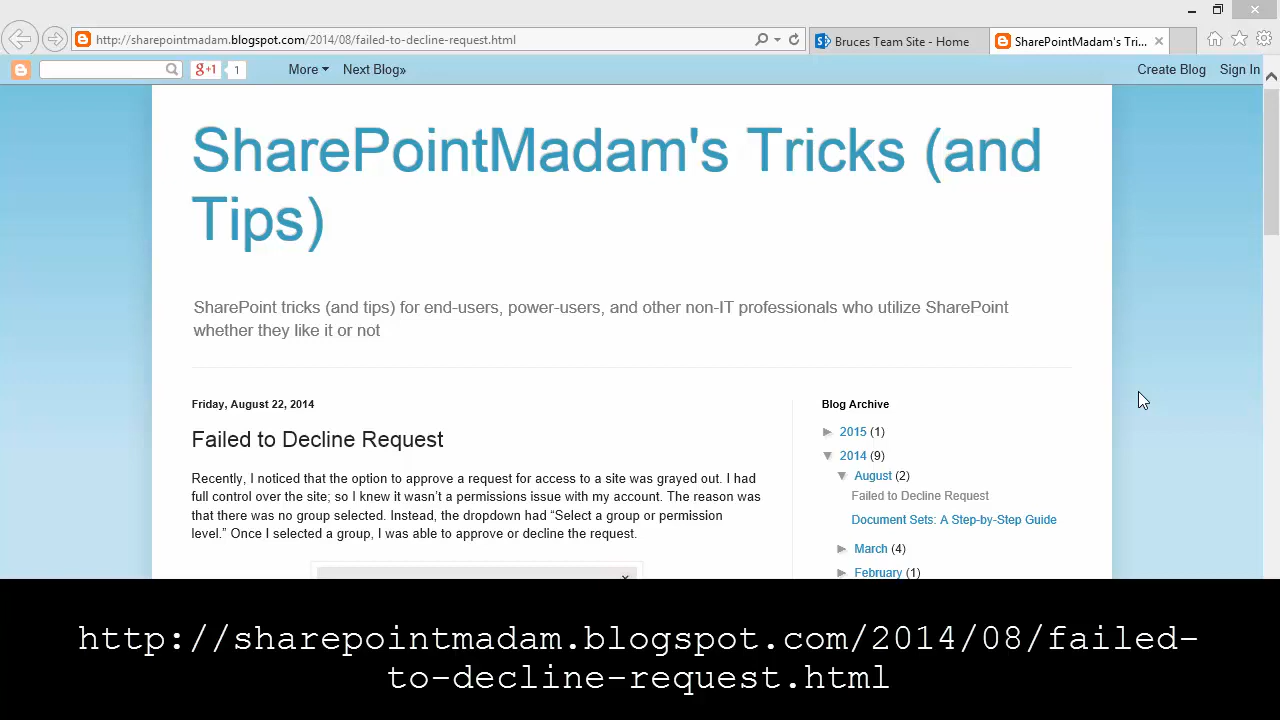 http://sharepointmadam.blogspot.com/2014/08/failed-to-decline-request.html
Bruces Team Site - Home
SharePointMadam's Tri...
g+1 1
More
Next Blog»
Create Blog
Sign In
SharePointMadam's Tricks (and
Tips)
SharePoint tricks (and tips) for end-users, power-users, and other non-IT professionals who utilize SharePoint
whether they like it or not
Friday, August 22, 2014
Failed to Decline Request
Recently, I noticed that the option to approve a request for access to a site was grayed out. I had
full control over the site; so I knew it wasn't a permissions issue with my account. The reason was
that there was no group selected. Instead, the dropdown had “Select a group or permission
level.” Once I selected a group, I was able to approve or decline the request.
Blog Archive
► 2015 (1)
▼ 2014 (9)
▼ August (2)
Failed to Decline Request
Document Sets: A Step-by-Step Guide
► March (4)
► February (1)
http://sharepointmadam.blogspot.com/2014/08/failed-
to-decline-request.html